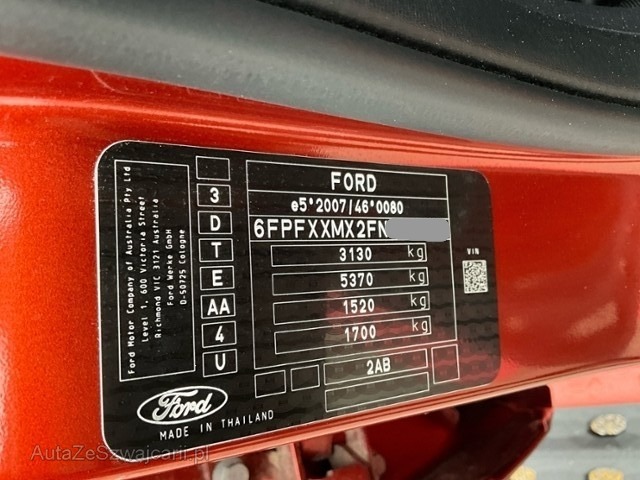 Ford Motor Company of Australia Pty Ltd
Level 1, 600 Victoria Street
Richmond VIC 3121 Australia
Ford Werke GmbH
D-50725 Cologne
3
D
T
E
AA
4
U
FORD
e5*2007/46*0080
6FPFXXMX2FN
3130 kg
5370 kg
1520 kg
1700 kg
2AB
VIN
Ford
MADE IN THAILAND
AutaZeSzwajcarii.pl